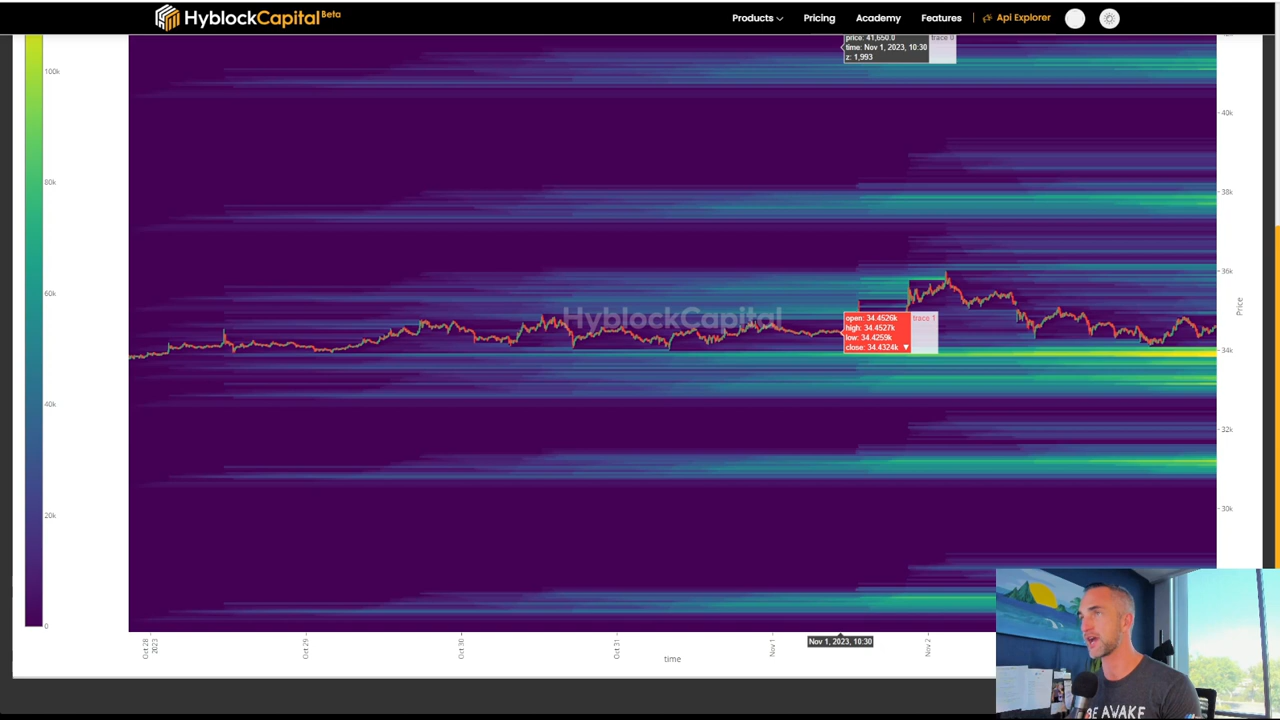 HyblockCapital Beta
Products
Pricing
Academy
Features
Api Explorer
price: 41,650.0
time: Nov 1, 2023, 10:30
z: 1,993
trace 0
100k
80k
60k
40k
20k
0
40k
38k
36k
34k
32k
30k
Price
HyblockCapital
open: 34.4526k
high: 34.4527k
low: 34.4259k
close: 34.4324k ▼
trace 1
Oct 28
2023
Oct 29
Oct 30
Oct 31
Nov 1
Nov 1, 2023, 10:30
Nov 2
time
BE AWAKE